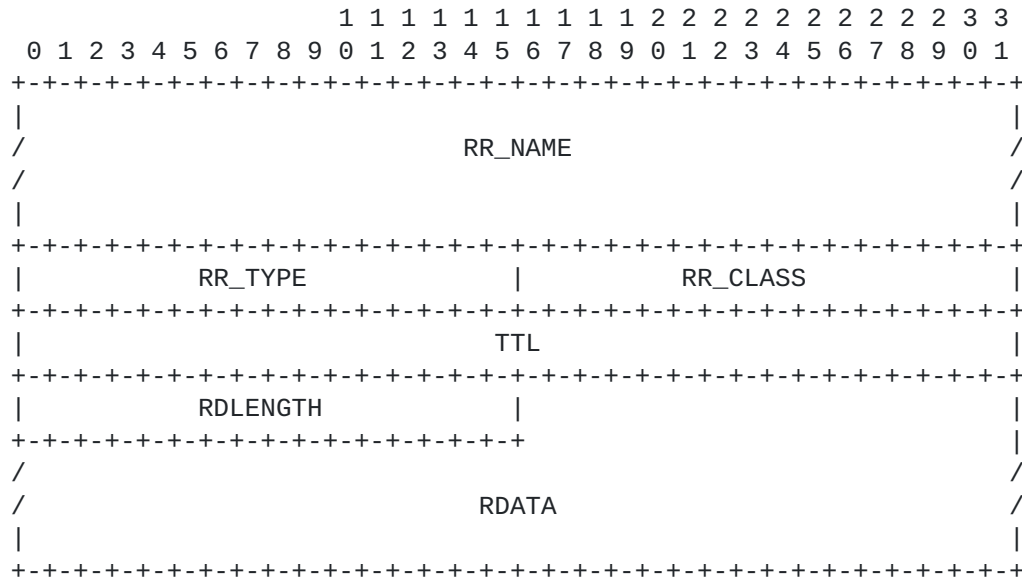 1 1 1 1 1 1 1 1 1 1 2 2 2 2 2 2 2 2 2 2 3 3
 0 1 2 3 4 5 6 7 8 9 0 1 2 3 4 5 6 7 8 9 0 1 2 3 4 5 6 7 8 9 0 1
+-+-+-+-+-+-+-+-+-+-+-+-+-+-+-+-+-+-+-+-+-+-+-+-+-+-+-+-+-+-+-+-+
|                                                               |
/                            RR_NAME                            /
/                                                               /
|                                                               |
+-+-+-+-+-+-+-+-+-+-+-+-+-+-+-+-+-+-+-+-+-+-+-+-+-+-+-+-+-+-+-+-+
|           RR_TYPE             |          RR_CLASS             |
+-+-+-+-+-+-+-+-+-+-+-+-+-+-+-+-+-+-+-+-+-+-+-+-+-+-+-+-+-+-+-+-+
|                              TTL                              |
+-+-+-+-+-+-+-+-+-+-+-+-+-+-+-+-+-+-+-+-+-+-+-+-+-+-+-+-+-+-+-+-+
|           RDLENGTH            |                               |
+-+-+-+-+-+-+-+-+-+-+-+-+-+-+-+-+                               |
/                                                               /
/                             RDATA                             /
|                                                               |
+-+-+-+-+-+-+-+-+-+-+-+-+-+-+-+-+-+-+-+-+-+-+-+-+-+-+-+-+-+-+-+-+